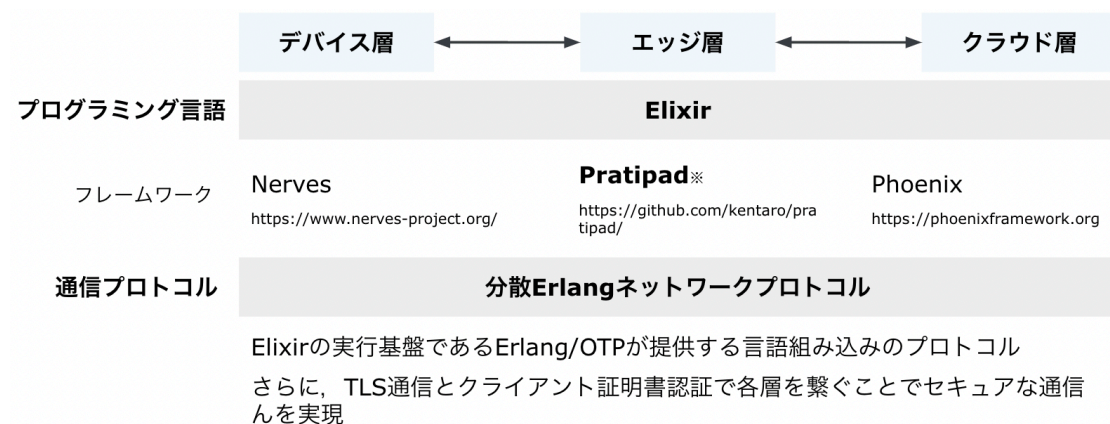 デバイス層 エッジ層 クラウド層
プログラミング言語 Elixir
フレームワーク
Nerves
https://www.nerves-project.org/
Pratipad※
https://github.com/kentaro/pra
tipad/
Phoenix
https://phoenixframework.org
通信プロトコル 分散Erlangネットワークプロトコル
Elixirの実行基盤であるErlang/OTPが提供する言語組み込みのプロトコル
さらに，TLS通信とクライアント証明書認証で各層を繋ぐことでセキュアな通信
んを実現